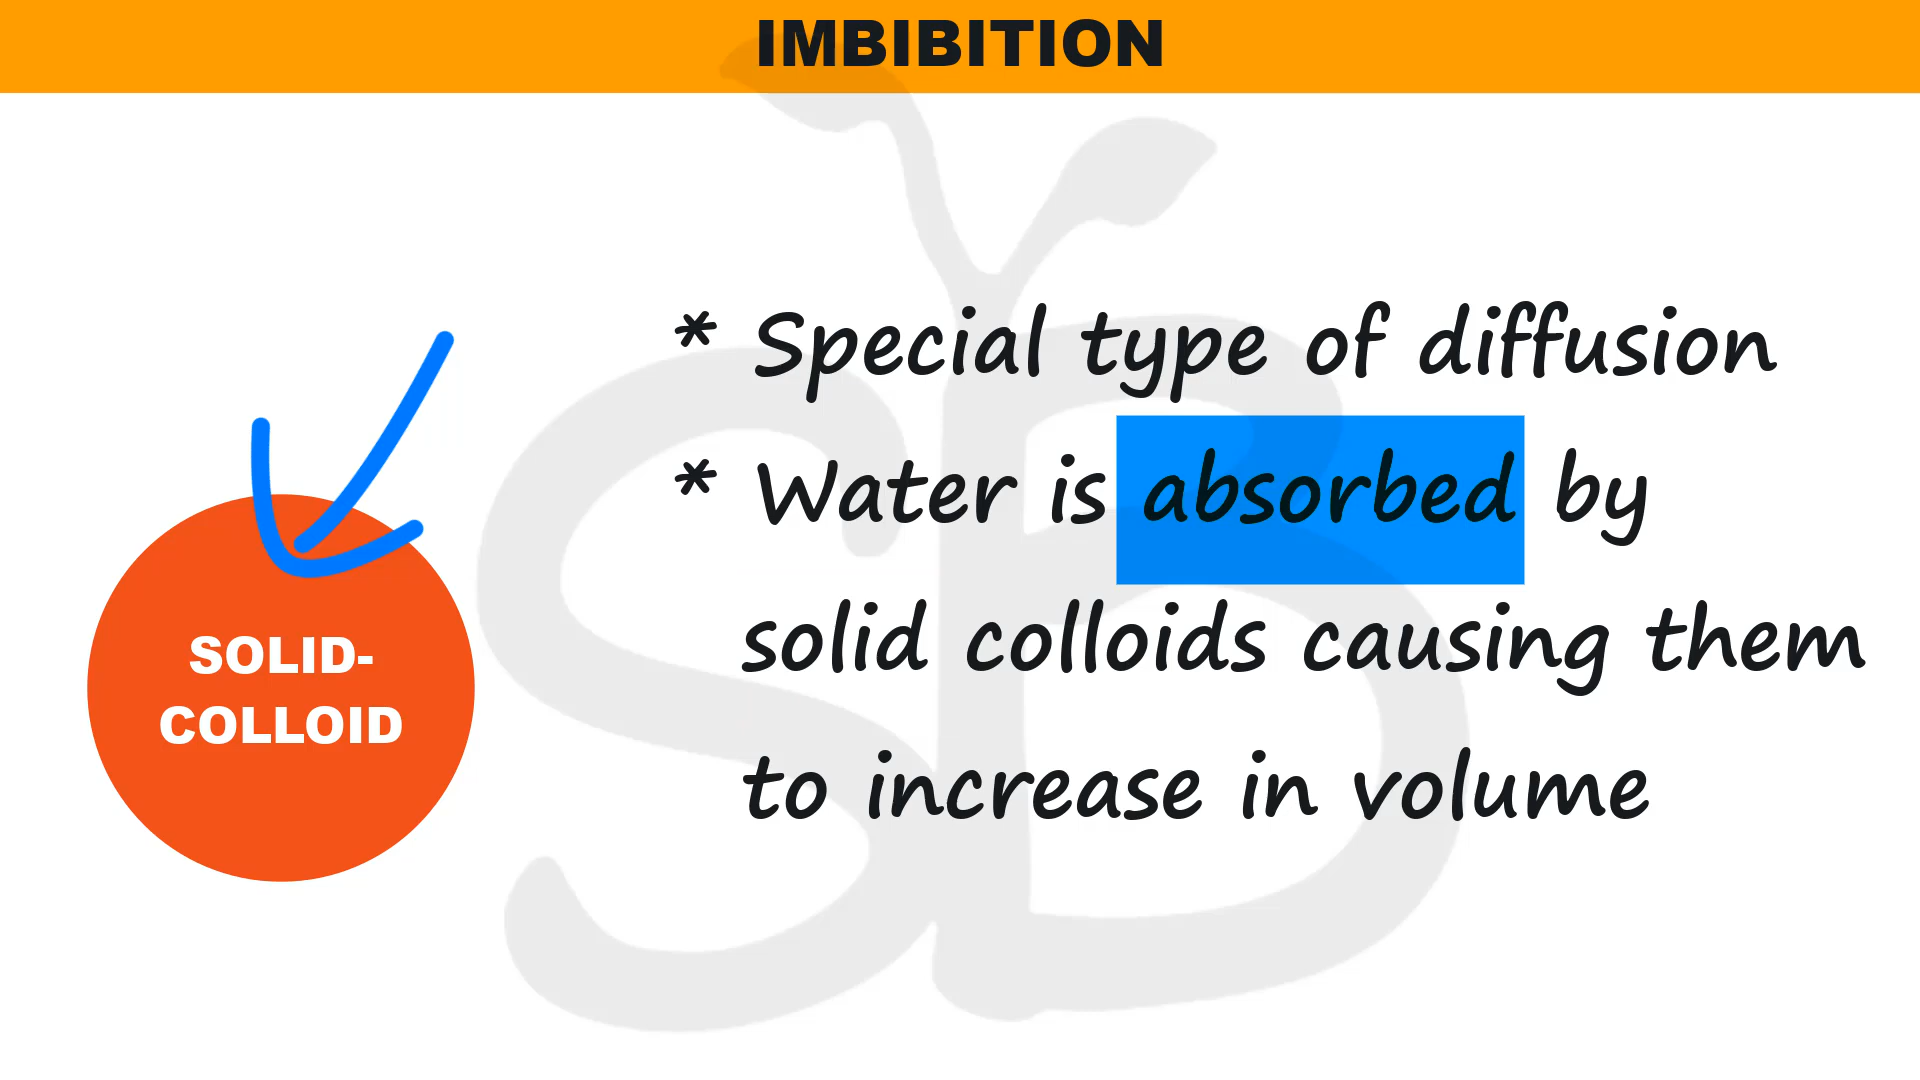 IMBIBITION
* Special type of diffusion
* Water is absorbed by
solid colloids causing them
to increase in volume
SOLID-
COLLOID
SB